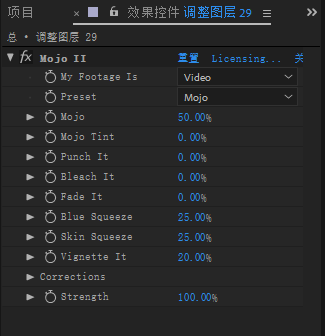 项目 × 效果控件 调整图层 29 ≡ »
总 • 调整图层 29
fx Mojo II 重置 Licensing... 关
My Footage Is Video
Preset Mojo
Mojo 50.00%
Mojo Tint 0.00%
Punch It 0.00%
Bleach It 0.00%
Fade It 0.00%
Blue Squeeze 25.00%
Skin Squeeze 25.00%
Vignette It 20.00%
Corrections
Strength 100.00%